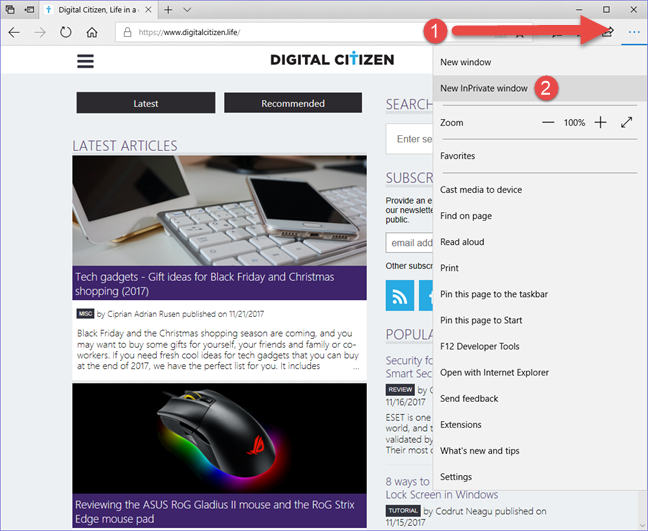 Digital Citizen, Life in a
https://www.digitalcitizen.life/
1
DIGITAL CITIZEN
Latest
Recommended
LATEST ARTICLES
Tech gadgets - Gift ideas for Black Friday and Christmas
shopping (2017)
MISC by Ciprian Adrian Rusen published on 11/21/2017
Black Friday and the Christmas shopping season are coming, and you
may want to buy some gifts for yourself, your friends and family or co-
workers. If you need fresh cool ideas for tech gadgets that you can buy
at the end of 2017, we have the perfect list for you. It includes ...
Reviewing the ASUS RoG Gladius II mouse and the RoG Strix
Edge mouse pad
SEARCH
Enter
SUBSCR
Provide an e
our newslette
public.
email add
Other subscr
POPULA
Security fo
Smart Sec
REVIEW by C
11/16/2017
ESET is one
world, and t
validated by
Their most c
8 ways to
Lock Screen in Windows
TUTORIAL by Codrut Neagu published on
11/15/2017
New window
New InPrivate window 2
Zoom 100%
Favorites
Cast media to device
Find on page
Read aloud
Print
Pin this page to the taskbar
Pin this page to Start
F12 Developer Tools
Open with Internet Explorer
Send feedback
Extensions
What's new and tips
Settings